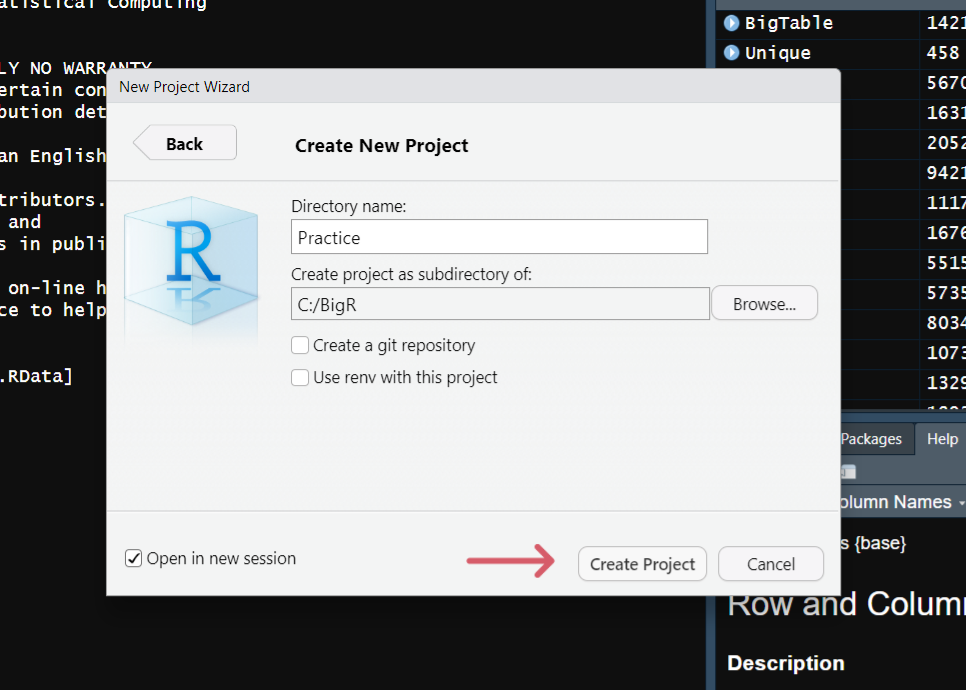 atistical Computing
LY NO WARRANTY
ertain con
bution det
an English
tributors.
and
s in publi
on-line h
ce to help
.RData]
New Project Wizard
Back
Create New Project
R
Directory name:
Practice
Create project as subdirectory of:
C:/BigR
Browse...
Create a git repository
Use renv with this project
Open in new session
Create Project
Cancel
BigTable 1421
Unique 458
5670
1631
2052
9421
1117
1676
5515
5735
8034
1073
1329
Packages Help
olumn Names
s {base}
Row and Colum
Description